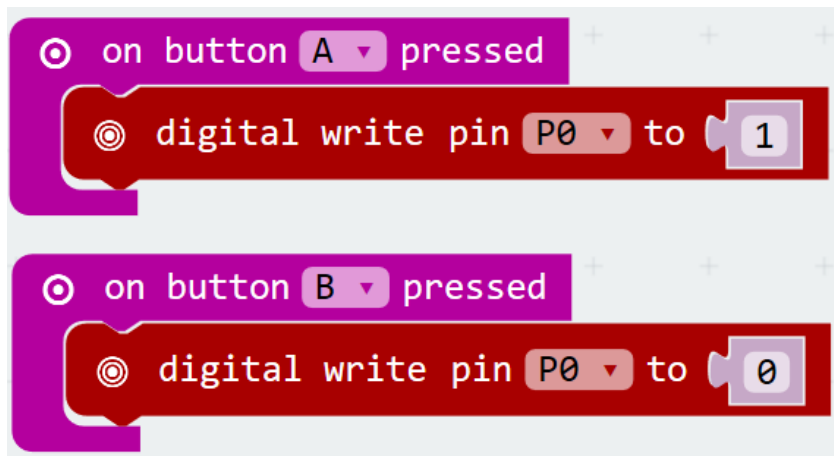 on button A pressed
digital write pin P0 to 1
on button B pressed
digital write pin P0 to 0